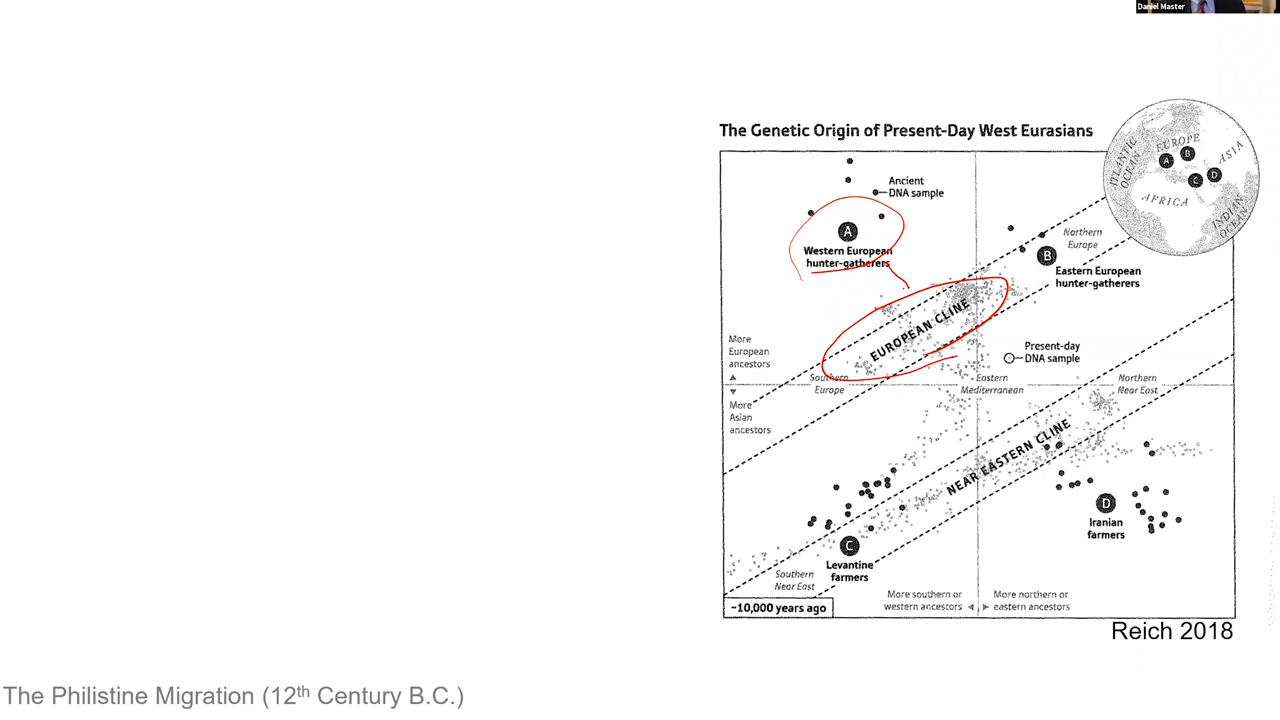 Daniel Master
The Genetic Origin of Present-Day West Eurasians
ATLANTIC
OCEAN
EUROPE
ASIA
AFRICA
INDIAN
OCEAN
A
B
C
D
Ancient
DNA sample
A
Western European
hunter-gatherers
Northern
Europe
B
Eastern European
hunter-gatherers
EUROPEAN CLINE
More
European
ancestors
Present-day
DNA sample
Southern
Europe
Eastern
Mediterranean
Northern
Near East
More
Asian
ancestors
NEAR EASTERN CLINE
D
Iranian
farmers
C
Levantine
farmers
Southern
Near East
More southern or
western ancestors
More northern or
eastern ancestors
~10,000 years ago
Reich 2018
The Philistine Migration (12th Century B.C.)